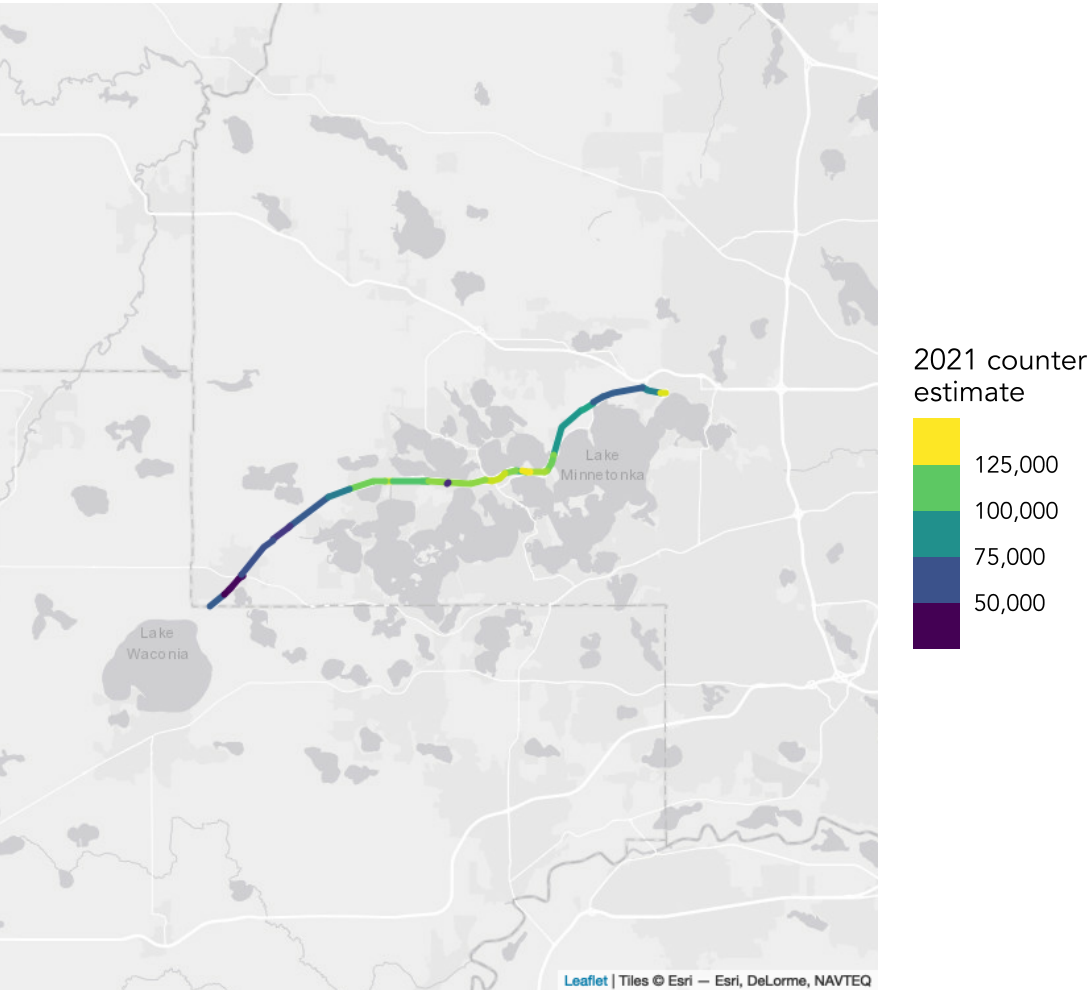 2021 counter
estimate
125,000
100,000
75,000
50,000
Lake
Minnetonka
Lake
Waconia
Leaflet | Tiles © Esri — Esri, DeLorme, NAVTEQ